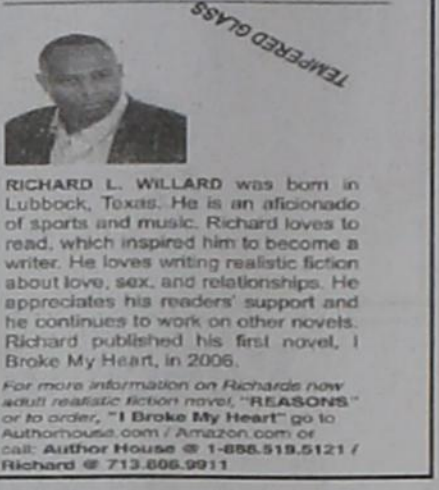 TEMPERED GLASS
RICHARD L. WILLARD was born in
Lubbock, Texas. He is an aficionado
of sports and music. Richard loves to
read, which inspired him to become a
writer. He loves writing realistic fiction
about love, sex, and relationships. He
appreciates his readers' support and
he continues to work on other novels.
Richard published his first novel, I
Broke My Heart, in 2006.
For more information on Richards new
adult realistic fiction novel, "REASONS"
or to order, "I Broke My Heart" go to
Authorhouse.com / Amazon.com or
call: Author House @ 1-888.519.5121 /
Richard @ 713.606.9911